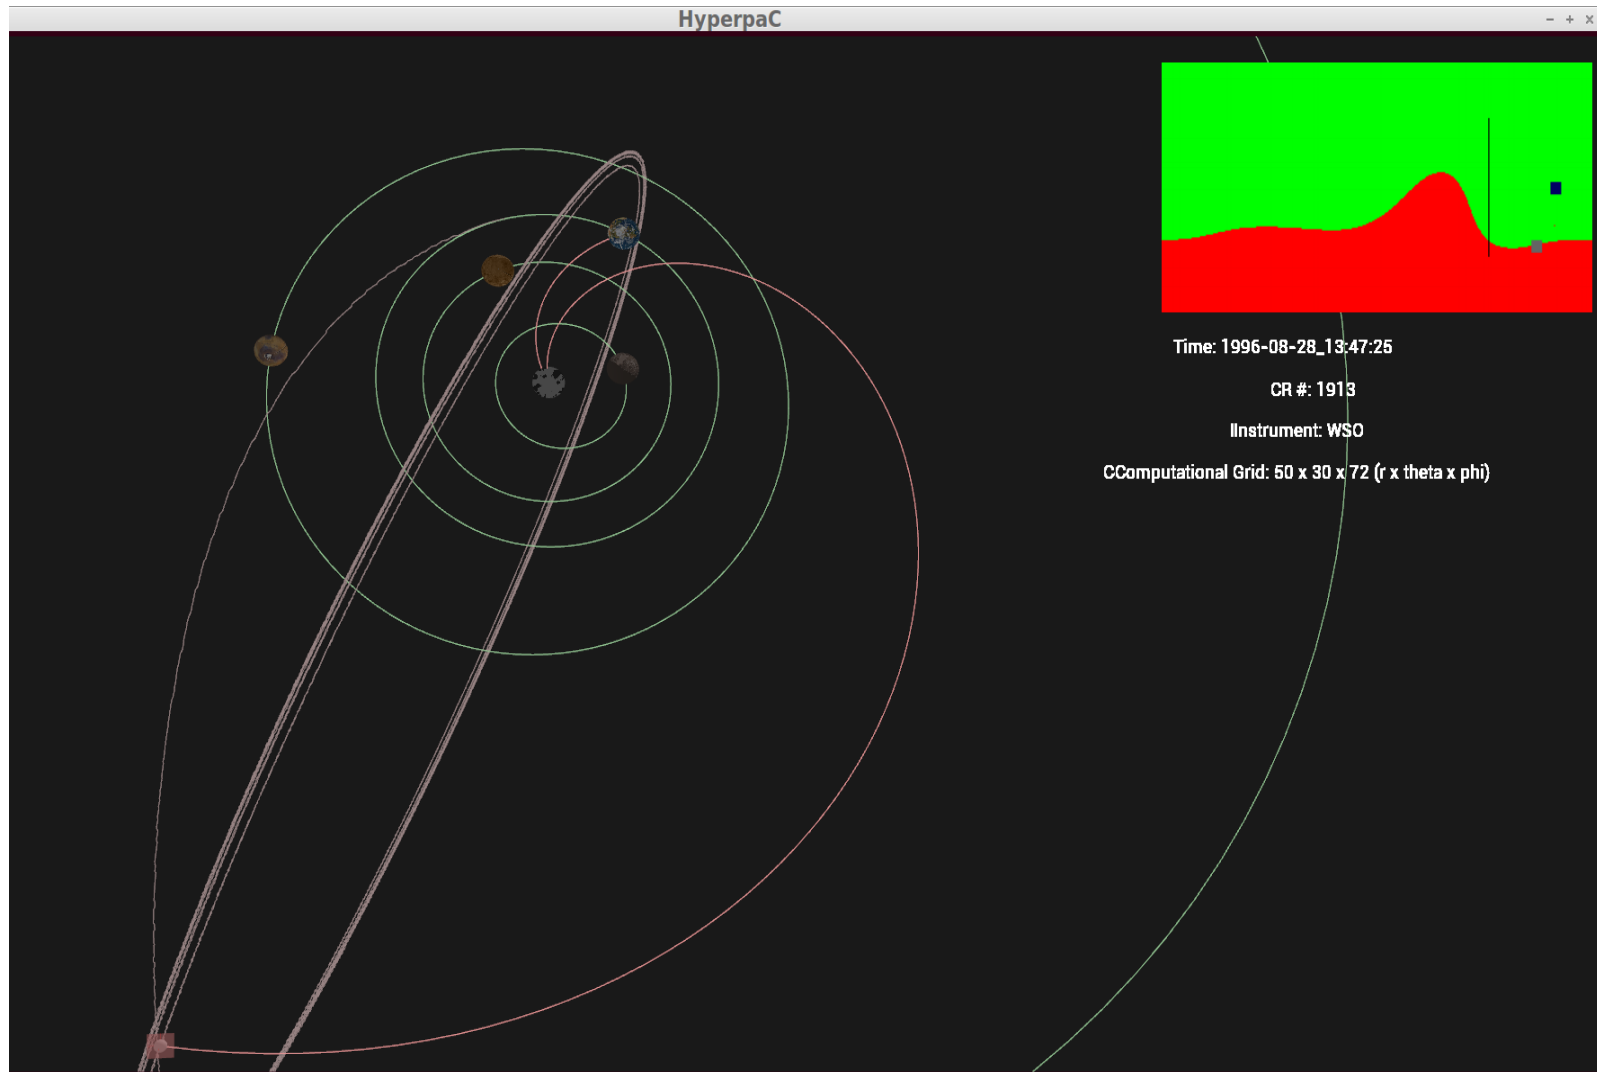 HyperpaC
Time: 1996-08-28_13:47:25
CR #: 1913
IInstrument: WSO
CComputational Grid: 50 x 30 x 72 (r x theta x phi)